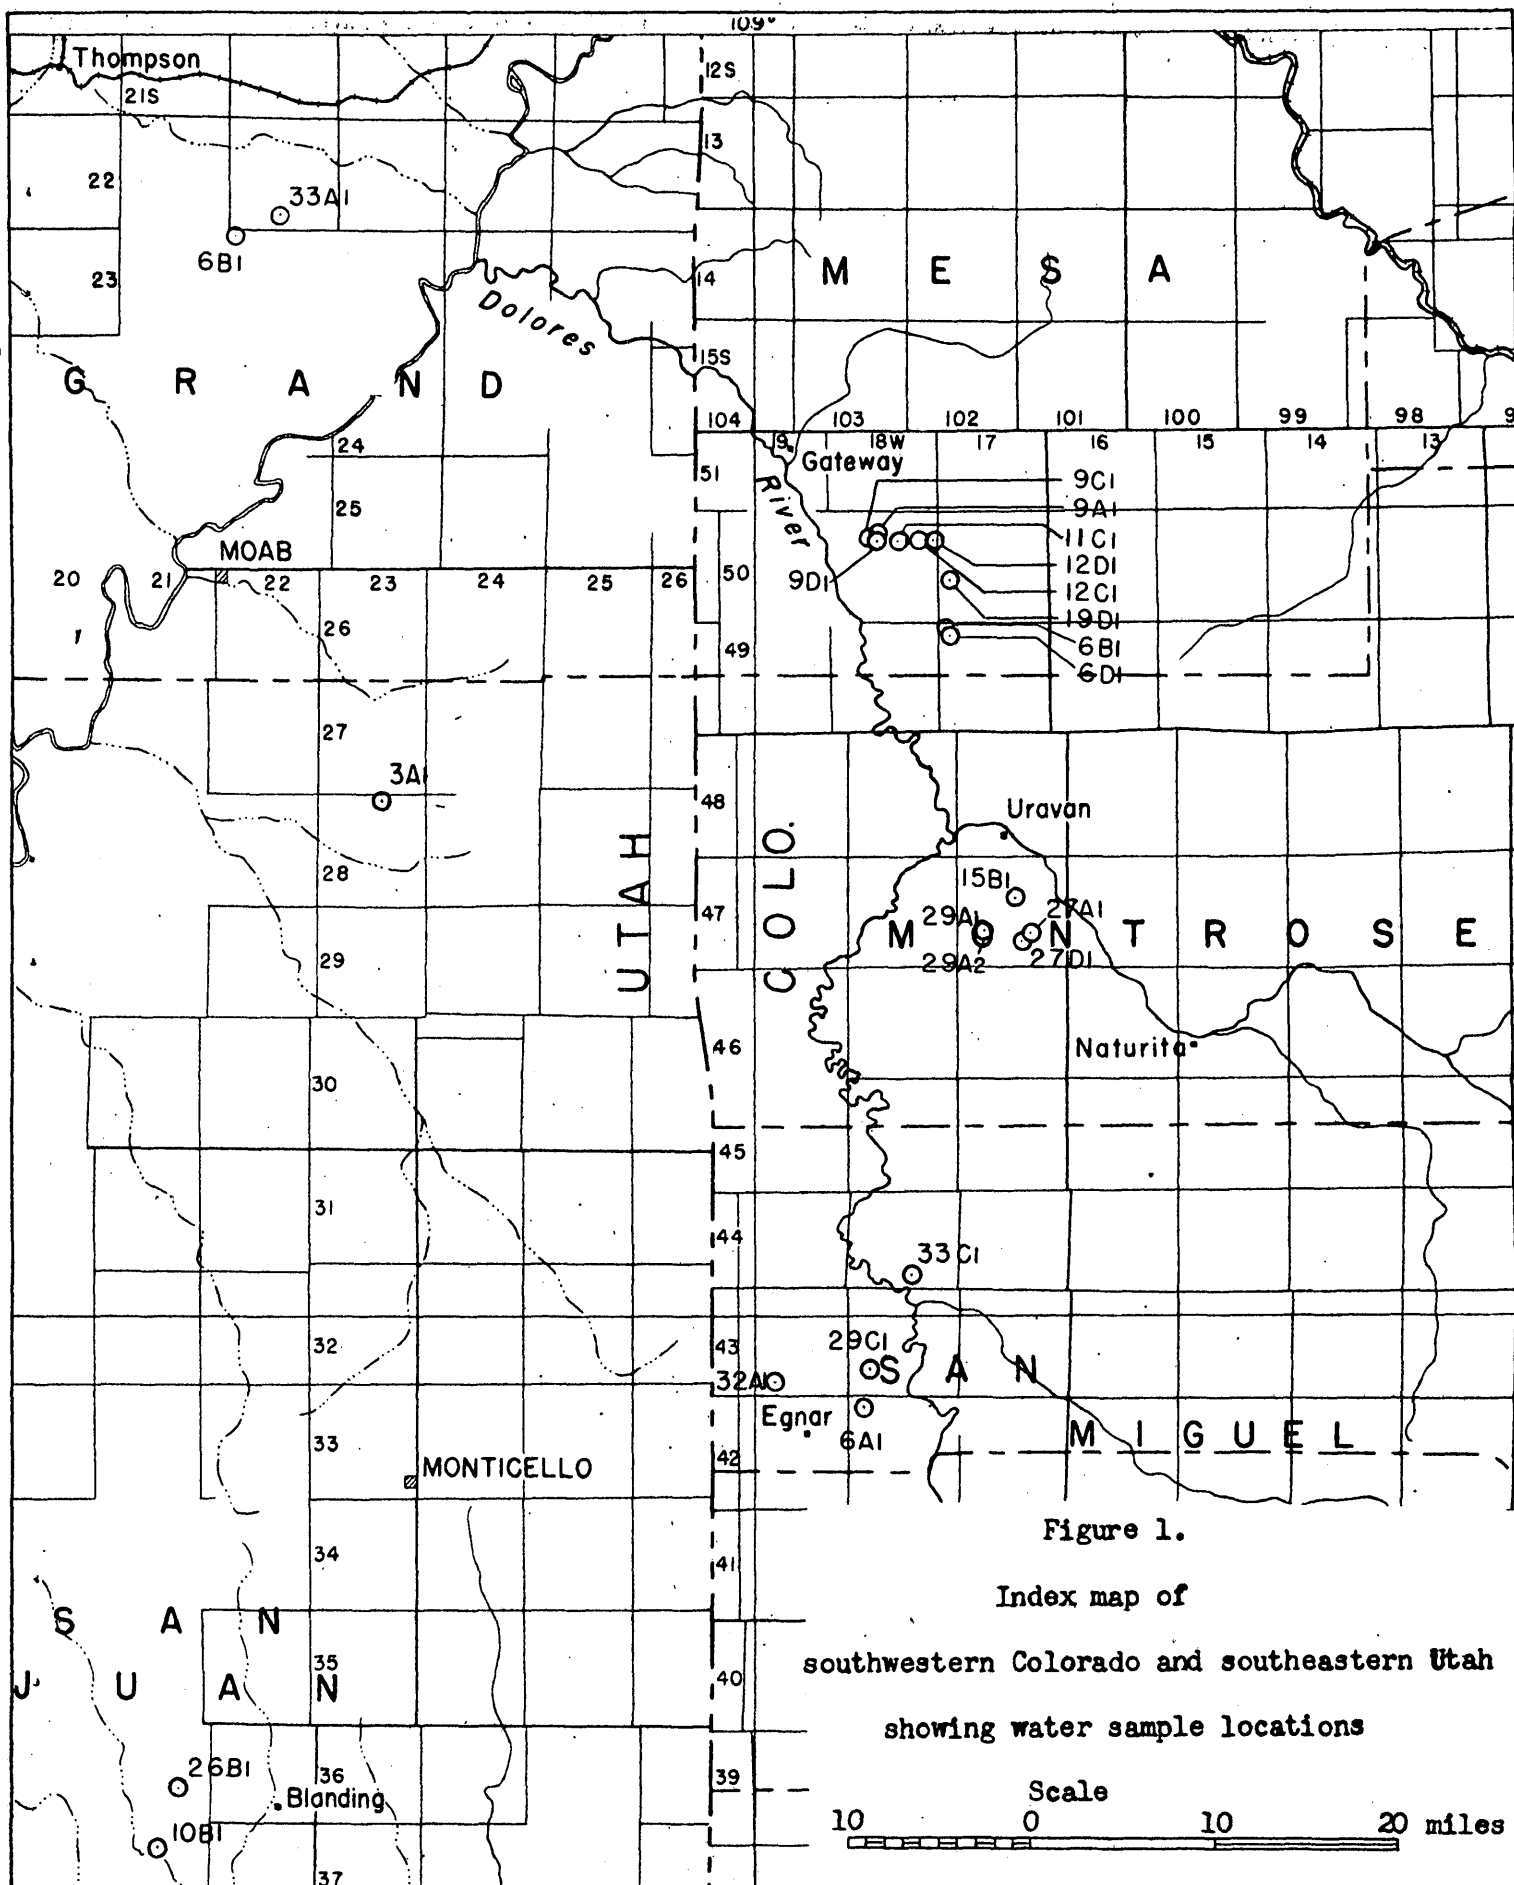 109°
Thompson
21S
12S
13
22
33A1
6B1
23
14
M E S A
Dolores
15S
G R A N D
104
103
102
101
100
99
98
9
19
18W
17
16
15
14
13
Gateway
24
51
River
9C1
9A1
25
11C1
MOAB
12D1
20
21
22
23
24
25
26
50
9D1
12C1
19D1
26
6B1
49
6D1
27
3A1
48
Uravan
UTAH
COLO.
28
15B1
47
29A1
27A1
M O N T R O S E
29
29A2
27D1
46
Naturita
30
45
31
44
33C1
32
43
29C1
S A N
32A1
Egnar
6A1
33
M I G U E L
42
MONTICELLO
Figure 1.
34
41
Index map of
S A N
southwestern Colorado and southeastern Utah
35
40
J U A N
showing water sample locations
26B1
36
39
Blanding
Scale
10 0 10 20 miles
10B1
37